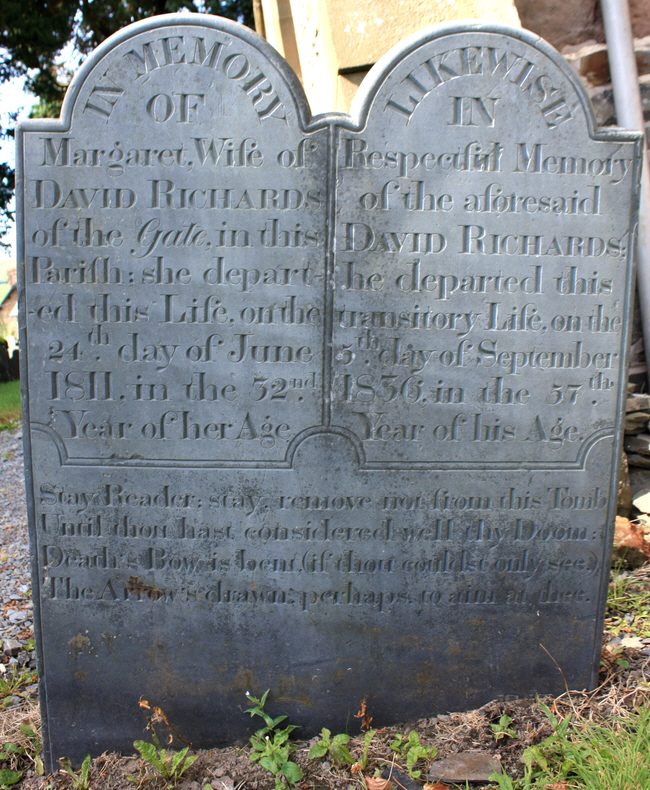 IN MEMORY
OF
Margaret, Wife of
DAVID RICHARDS
of the Gate, in this
Pariſh: she depart-
-ed this Life, on the
24th. day of June
1811, in the 32nd.
Year of her Age.
LIKEWISE
IN
Respectful Memory
of the aforesaid
DAVID RICHARDS;
he departed this
transitory Life, on the
5th. day of September
1836, in the 57th.
Year of his Age.
Stay Reader; stay, remove not from this Tomb
Until thou hast considered well thy Doom:
Death's Bow is bent, (if thou couldst only see)
The Arrow's drawn; perhaps, to aim at thee.